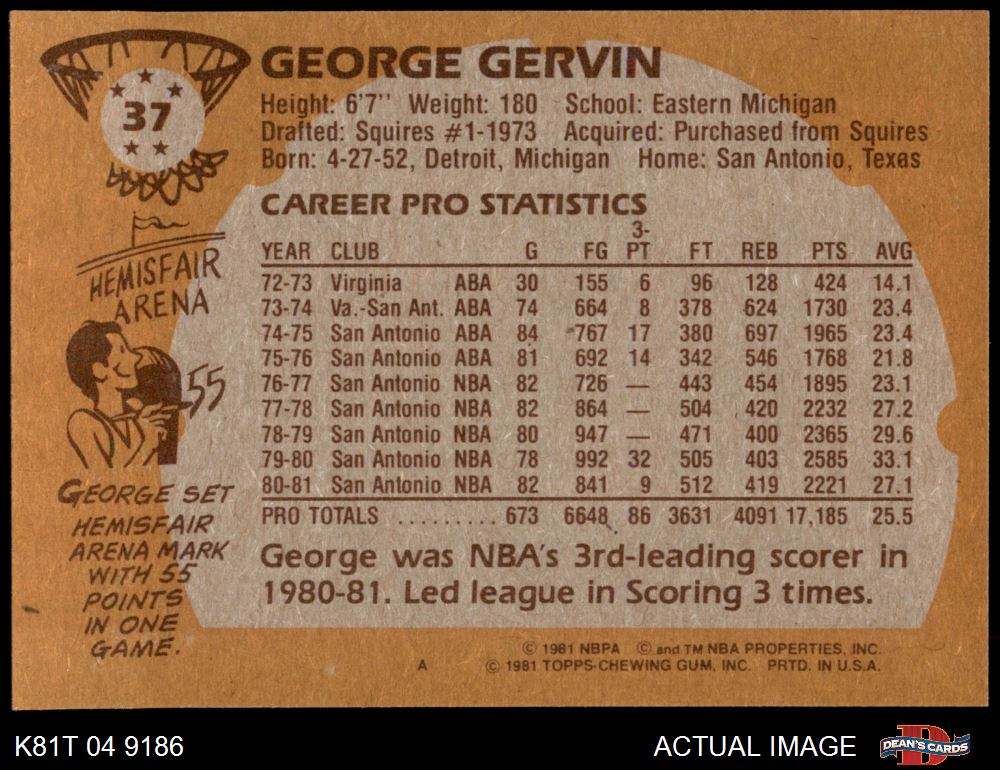 37
GEORGE GERVIN
Height: 6'7'' Weight: 180 School: Eastern Michigan
Drafted: Squires #1-1973 Acquired: Purchased from Squires
Born: 4-27-52, Detroit, Michigan Home: San Antonio, Texas
CAREER PRO STATISTICS
YEAR CLUB G FG 3-PT FT REB PTS AVG
72-73 Virginia ABA 30 155 6 96 128 424 14.1
73-74 Va.-San Ant. ABA 74 664 8 378 624 1730 23.4
74-75 San Antonio ABA 84 767 17 380 697 1965 23.4
75-76 San Antonio ABA 81 692 14 342 546 1768 21.8
76-77 San Antonio NBA 82 726 — 443 454 1895 23.1
77-78 San Antonio NBA 82 864 — 504 420 2232 27.2
78-79 San Antonio NBA 80 947 — 471 400 2365 29.6
79-80 San Antonio NBA 78 992 32 505 403 2585 33.1
80-81 San Antonio NBA 82 841 9 512 419 2221 27.1
PRO TOTALS ......... 673 6648 86 3631 4091 17,185 25.5
George was NBA's 3rd-leading scorer in
1980-81. Led league in Scoring 3 times.
HEMISFAIR
ARENA
55
GEORGE SET
HEMISFAIR
ARENA MARK
WITH 55
POINTS
IN ONE
GAME.
© 1981 NBPA © and TM NBA PROPERTIES, INC.
A © 1981 TOPPS CHEWING GUM, INC. PRTD. IN U.S.A.
K81T 04 9186
ACTUAL IMAGE
D
DEAN'S CARDS